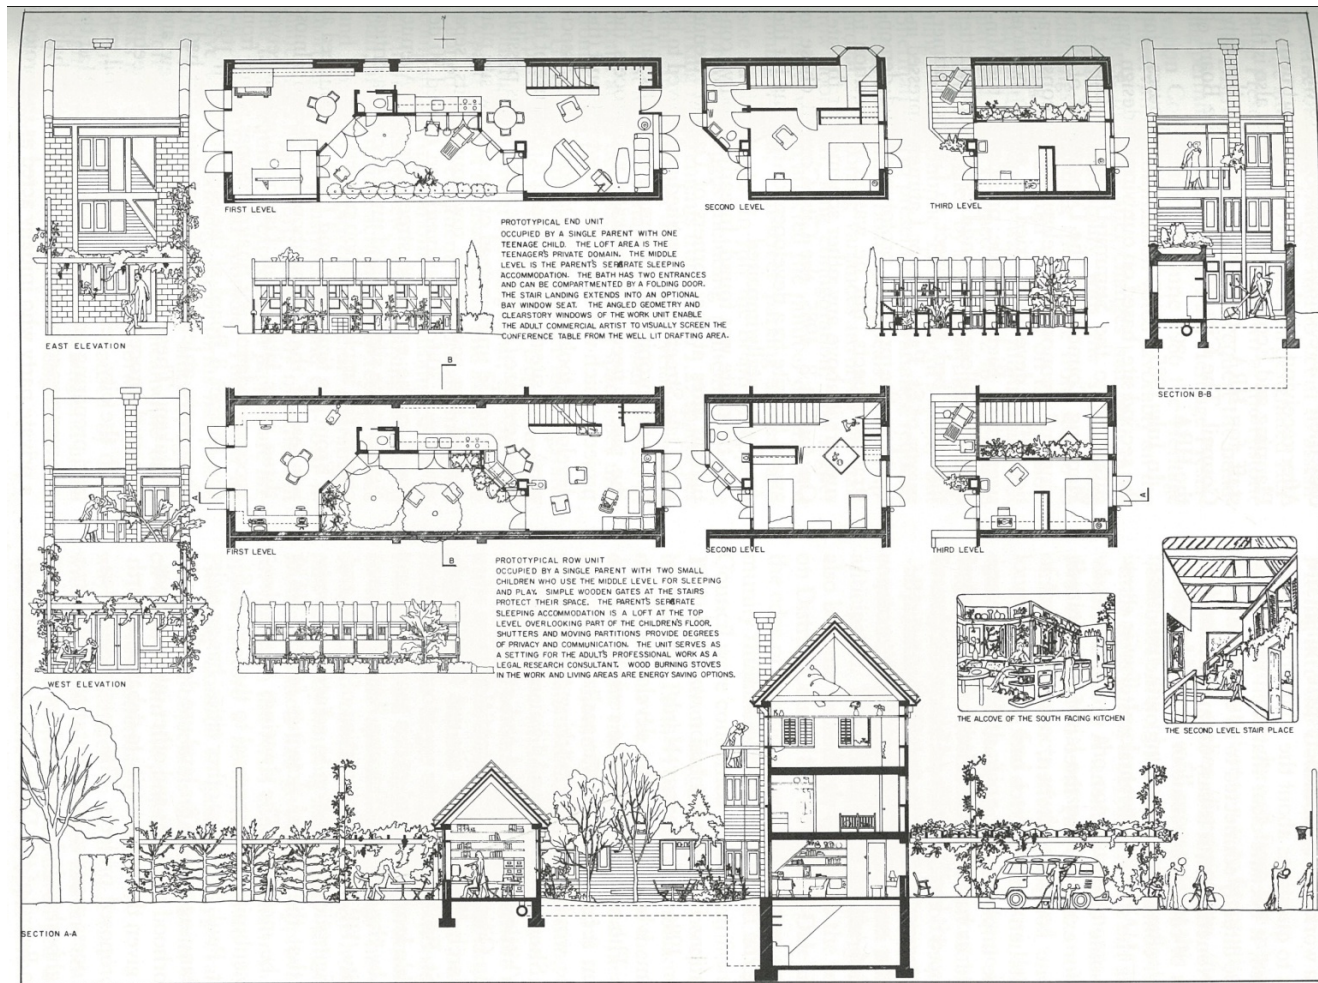 FIRST LEVEL
SECOND LEVEL
THIRD LEVEL
PROTOTYPICAL END UNIT
OCCUPIED BY A SINGLE PARENT WITH ONE
TEENAGE CHILD. THE LOFT AREA IS THE
TEENAGER'S PRIVATE DOMAIN. THE MIDDLE
LEVEL IS THE PARENT'S SEPARATE SLEEPING
ACCOMMODATION. THE BATH HAS TWO ENTRANCES
AND CAN BE COMPARTMENTED BY A FOLDING DOOR.
THE STAIR LANDING EXTENDS INTO AN OPTIONAL
BAY WINDOW SEAT. THE ANGLED GEOMETRY AND
CLEARSTORY WINDOWS OF THE WORK UNIT ENABLE
THE ADULT COMMERCIAL ARTIST TO VISUALLY SCREEN THE
CONFERENCE TABLE FROM THE WELL LIT DRAFTING AREA.
EAST ELEVATION
SECTION B-B
B
A
A
B
FIRST LEVEL
SECOND LEVEL
THIRD LEVEL
PROTOTYPICAL ROW UNIT
OCCUPIED BY A SINGLE PARENT WITH TWO SMALL
CHILDREN WHO USE THE MIDDLE LEVEL FOR SLEEPING
AND PLAY. SIMPLE WOODEN GATES AT THE STAIRS
PROTECT THEIR SPACE. THE PARENT'S SEPARATE
SLEEPING ACCOMMODATION IS A LOFT AT THE TOP
LEVEL OVERLOOKING PART OF THE CHILDREN'S FLOOR.
SHUTTERS AND MOVING PARTITIONS PROVIDE DEGREES
OF PRIVACY AND COMMUNICATION. THE UNIT SERVES AS
A SETTING FOR THE ADULT'S PROFESSIONAL WORK AS A
LEGAL RESEARCH CONSULTANT. WOOD BURNING STOVES
IN THE WORK AND LIVING AREAS ARE ENERGY SAVING OPTIONS.
WEST ELEVATION
THE ALCOVE OF THE SOUTH FACING KITCHEN
THE SECOND LEVEL STAIR PLACE
SECTION A-A